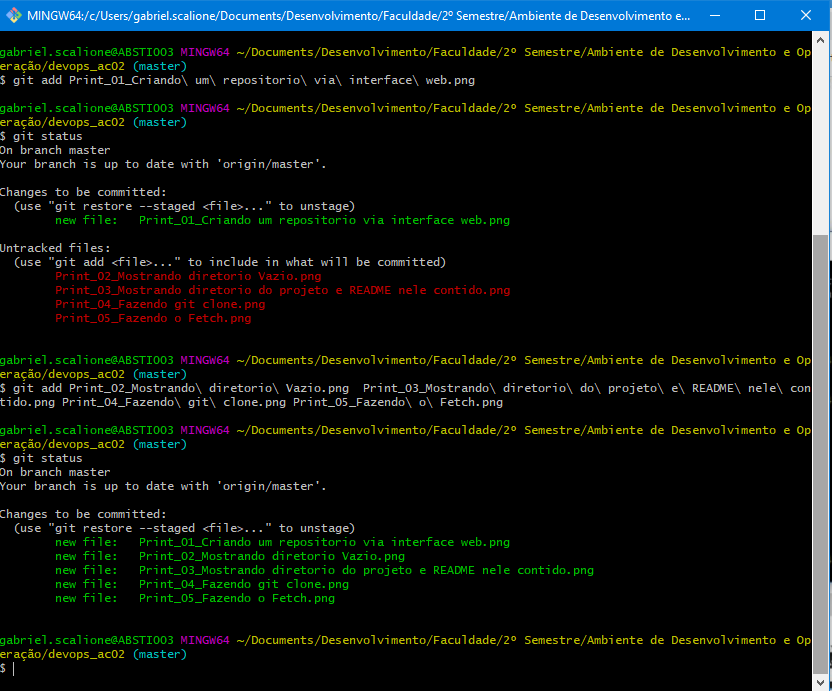 MINGW64:/c/Users/gabriel.scalione/Documents/Desenvolvimento/Faculdade/2º Semestre/Ambiente de Desenvolvimento e...
gabriel.scalione@ABSTI003 MINGW64 ~/Documents/Desenvolvimento/Faculdade/2º Semestre/Ambiente de Desenvolvimento e Op
eração/devops_ac02 (master)
$ git add Print_01_Criando\ um\ repositorio\ via\ interface\ web.png
gabriel.scalione@ABSTI003 MINGW64 ~/Documents/Desenvolvimento/Faculdade/2º Semestre/Ambiente de Desenvolvimento e Op
eração/devops_ac02 (master)
$ git status
On branch master
Your branch is up to date with 'origin/master'.
Changes to be committed:
  (use "git restore --staged <file>..." to unstage)
        new file:   Print_01_Criando um repositorio via interface web.png
Untracked files:
  (use "git add <file>..." to include in what will be committed)
        Print_02_Mostrando diretorio Vazio.png
        Print_03_Mostrando diretorio do projeto e README nele contido.png
        Print_04_Fazendo git clone.png
        Print_05_Fazendo o Fetch.png
gabriel.scalione@ABSTI003 MINGW64 ~/Documents/Desenvolvimento/Faculdade/2º Semestre/Ambiente de Desenvolvimento e Op
eração/devops_ac02 (master)
$ git add Print_02_Mostrando\ diretorio\ Vazio.png  Print_03_Mostrando\ diretorio\ do\ projeto\ e\ README\ nele\ con
tido.png Print_04_Fazendo\ git\ clone.png Print_05_Fazendo\ o\ Fetch.png
gabriel.scalione@ABSTI003 MINGW64 ~/Documents/Desenvolvimento/Faculdade/2º Semestre/Ambiente de Desenvolvimento e Op
eração/devops_ac02 (master)
$ git status
On branch master
Your branch is up to date with 'origin/master'.
Changes to be committed:
  (use "git restore --staged <file>..." to unstage)
        new file:   Print_01_Criando um repositorio via interface web.png
        new file:   Print_02_Mostrando diretorio Vazio.png
        new file:   Print_03_Mostrando diretorio do projeto e README nele contido.png
        new file:   Print_04_Fazendo git clone.png
        new file:   Print_05_Fazendo o Fetch.png
gabriel.scalione@ABSTI003 MINGW64 ~/Documents/Desenvolvimento/Faculdade/2º Semestre/Ambiente de Desenvolvimento e Op
eração/devops_ac02 (master)
$